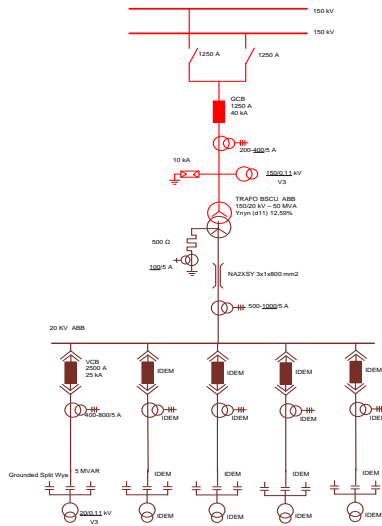 150 kV
150 kV
1250 A
1250 A
GCB
1250 A
40 kA
200-400/5 A
10 kA
150/0,11 kV
V3
TRAFO BSCU ABB
150/20 kV ~ 50 MVA
Ynyn (d11) 12,59%
500 Ω
100/5 A
NA2XSY 3x1x800 mm2
500-1000/5 A
20 KV ABB
VCB
2500 A
25 kA
IDEM
IDEM
IDEM
IDEM
400-800/5 A
IDEM
IDEM
IDEM
IDEM
Grounded Split Wye
5 MVAR
IDEM
IDEM
IDEM
IDEM
20/0,11 kV
V3
IDEM
IDEM
IDEM
IDEM